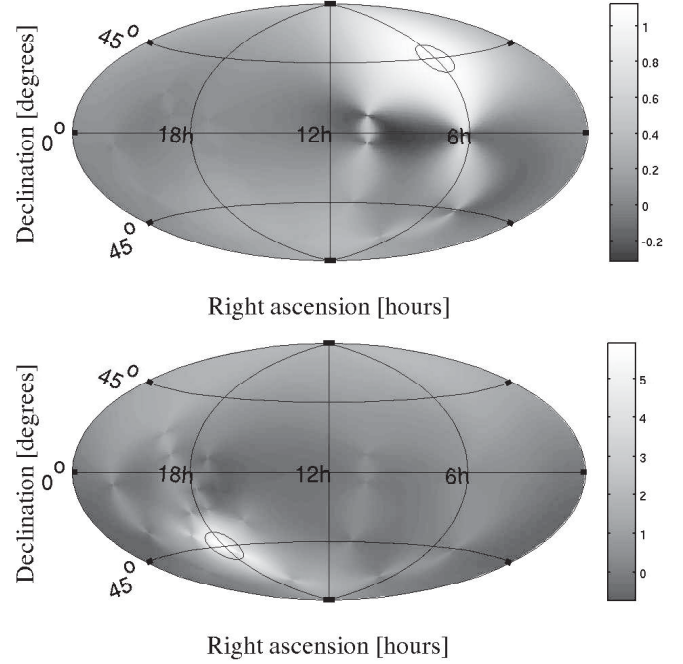 45°
1
0.8
Declination [degrees]
0.6
0° 18h 12h 6h
0.4
0.2
0
45°
-0.2
Right ascension [hours]
45°
5
4
Declination [degrees]
3
0° 18h 12h 6h
2
1
0
45°
Right ascension [hours]